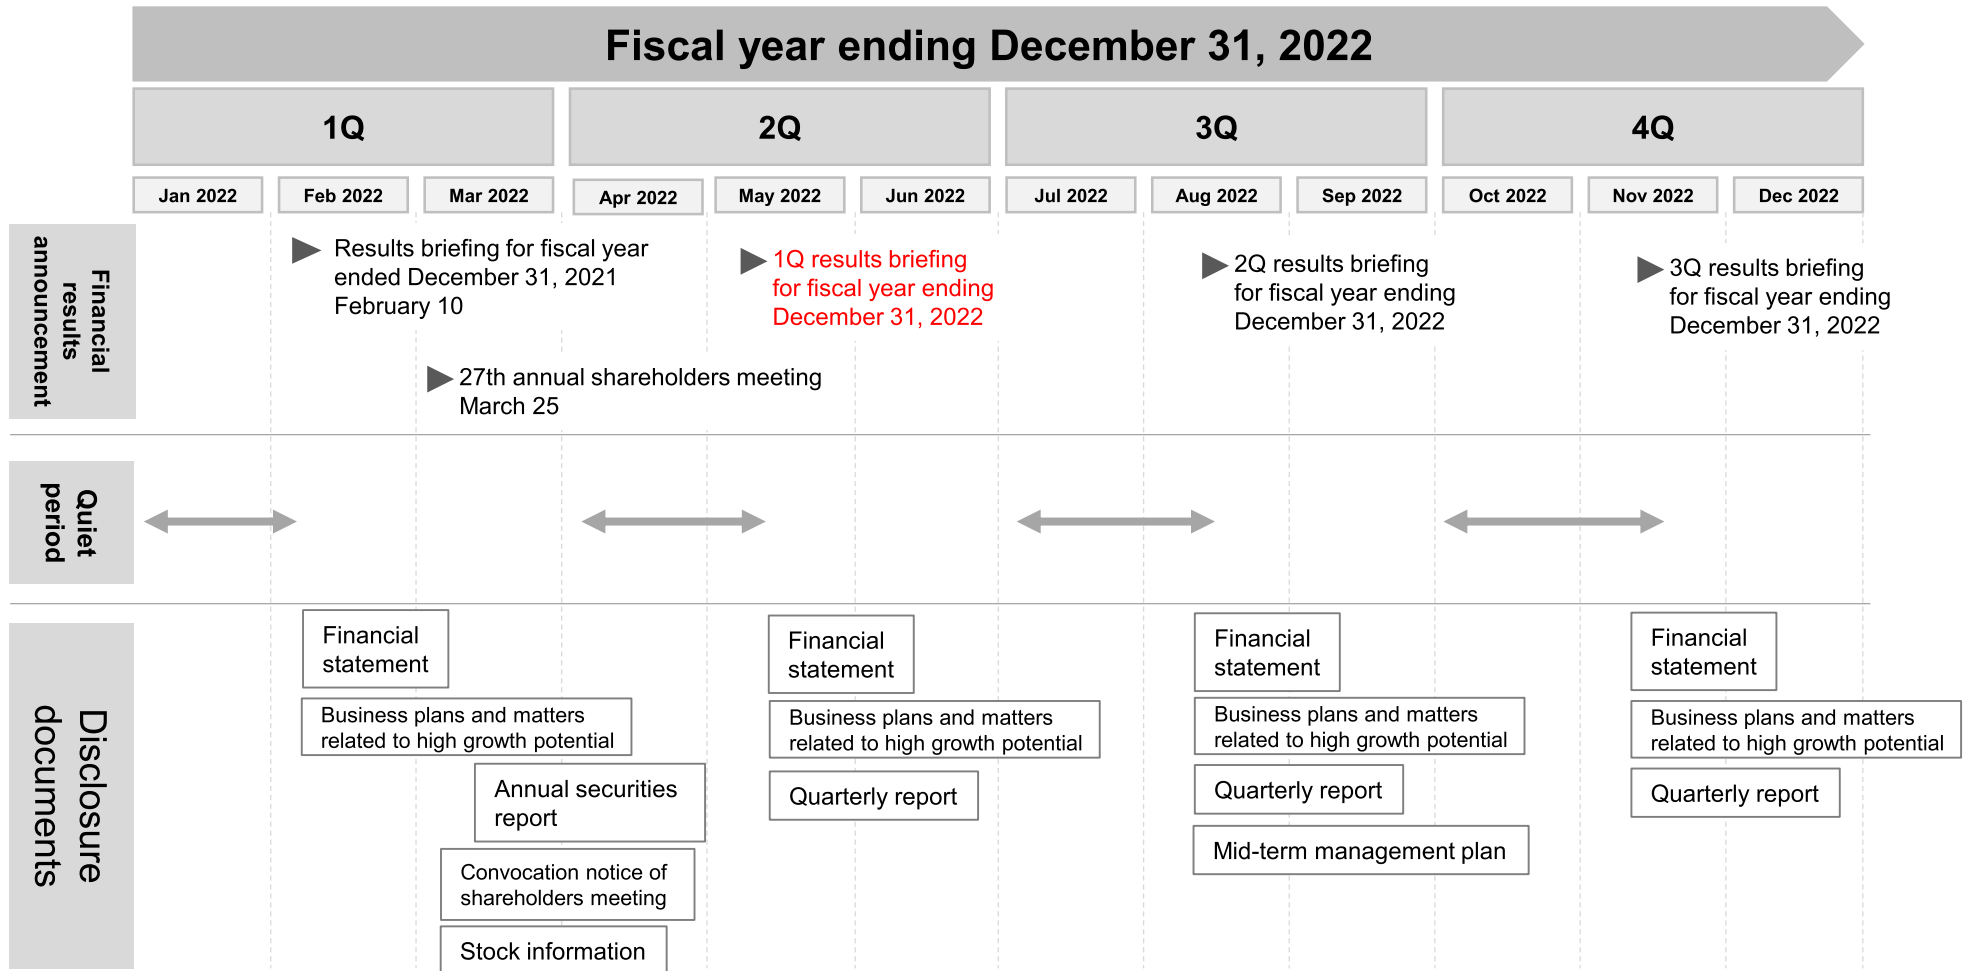 Fiscal year ending December 31, 2022
1Q
2Q
3Q
4Q
Jan 2022
Feb 2022
Mar 2022
Apr 2022
May 2022
Jun 2022
Jul 2022
Aug 2022
Sep 2022
Oct 2022
Nov 2022
Dec 2022
Financial
results
announcement
Results briefing for fiscal year
ended December 31, 2021
February 10
1Q results briefing
for fiscal year ending
December 31, 2022
2Q results briefing
for fiscal year ending
December 31, 2022
3Q results briefing
for fiscal year ending
December 31, 2022
27th annual shareholders meeting
March 25
Quiet
period
Disclosure
documents
Financial
statement
Business plans and matters
related to high growth potential
Annual securities
report
Convocation notice of
shareholders meeting
Stock information
Financial
statement
Business plans and matters
related to high growth potential
Quarterly report
Financial
statement
Business plans and matters
related to high growth potential
Quarterly report
Mid-term management plan
Financial
statement
Business plans and matters
related to high growth potential
Quarterly report